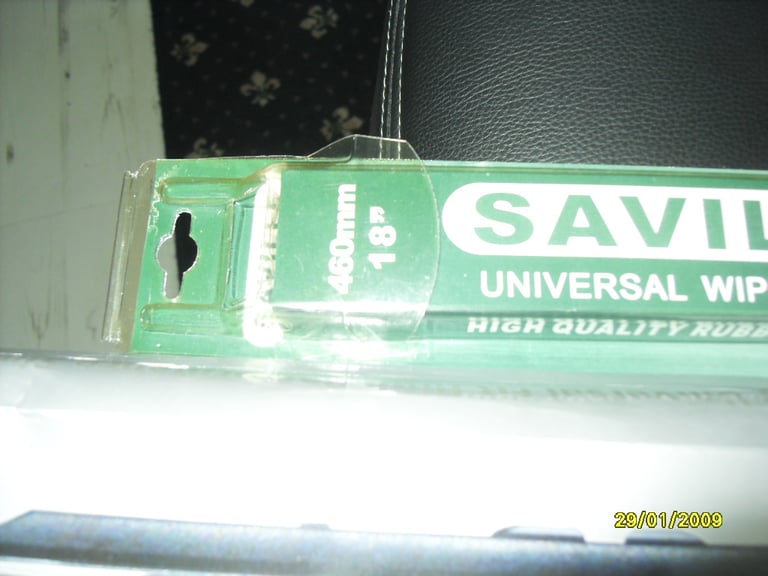 460mm
18"
SAVIL
UNIVERSAL WIP
HIGH QUALITY RUBB
29/01/2009